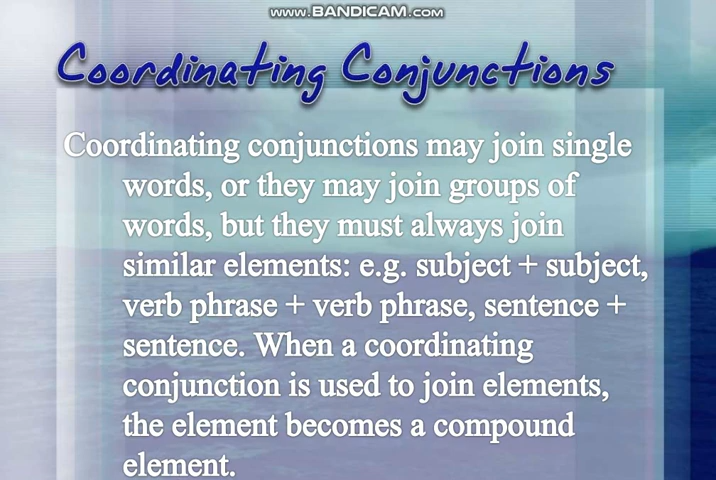 www.BANDICAM.com
Coordinating Conjunctions
Coordinating conjunctions may join single
words, or they may join groups of
words, but they must always join
similar elements: e.g. subject + subject,
verb phrase + verb phrase, sentence +
sentence. When a coordinating
conjunction is used to join elements,
the element becomes a compound
element.